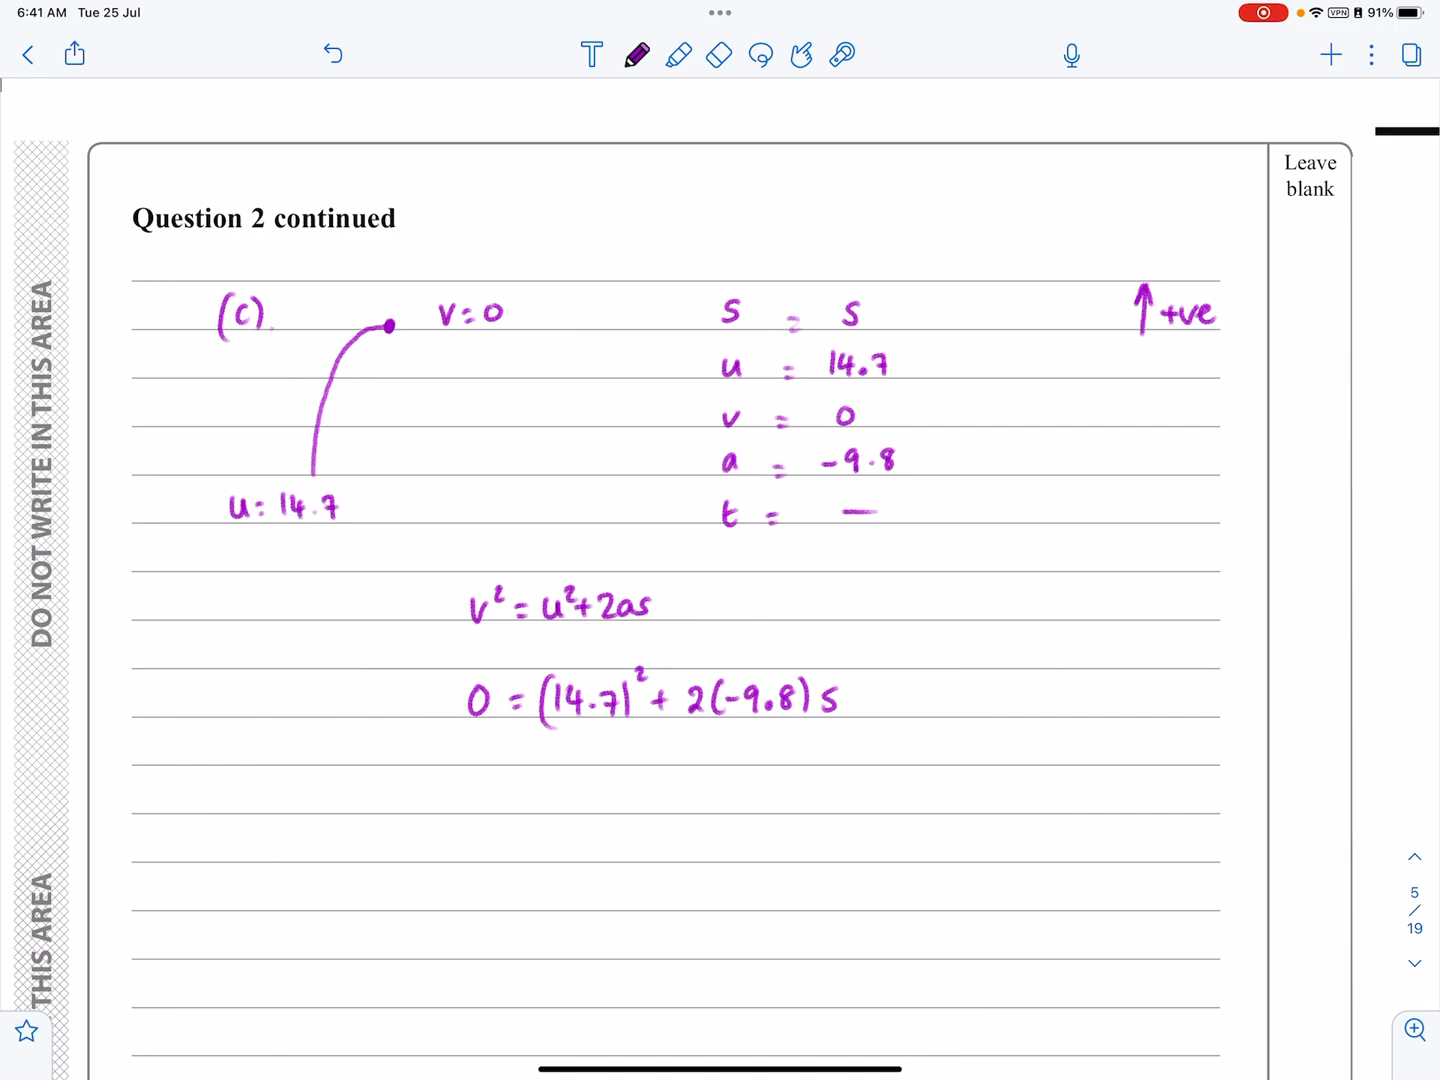 6:41 AM Tue 25 Jul
VPN 91%
T
Leave
blank
Question 2 continued
DO NOT WRITE IN THIS AREA
THIS AREA
(c).
v=0
u=14.7
s = s
u = 14.7
v = 0
a = -9.8
t = —
↑+ve
v²=u²+2as
0 = (14.7)² + 2(-9.8) s
5
/
19